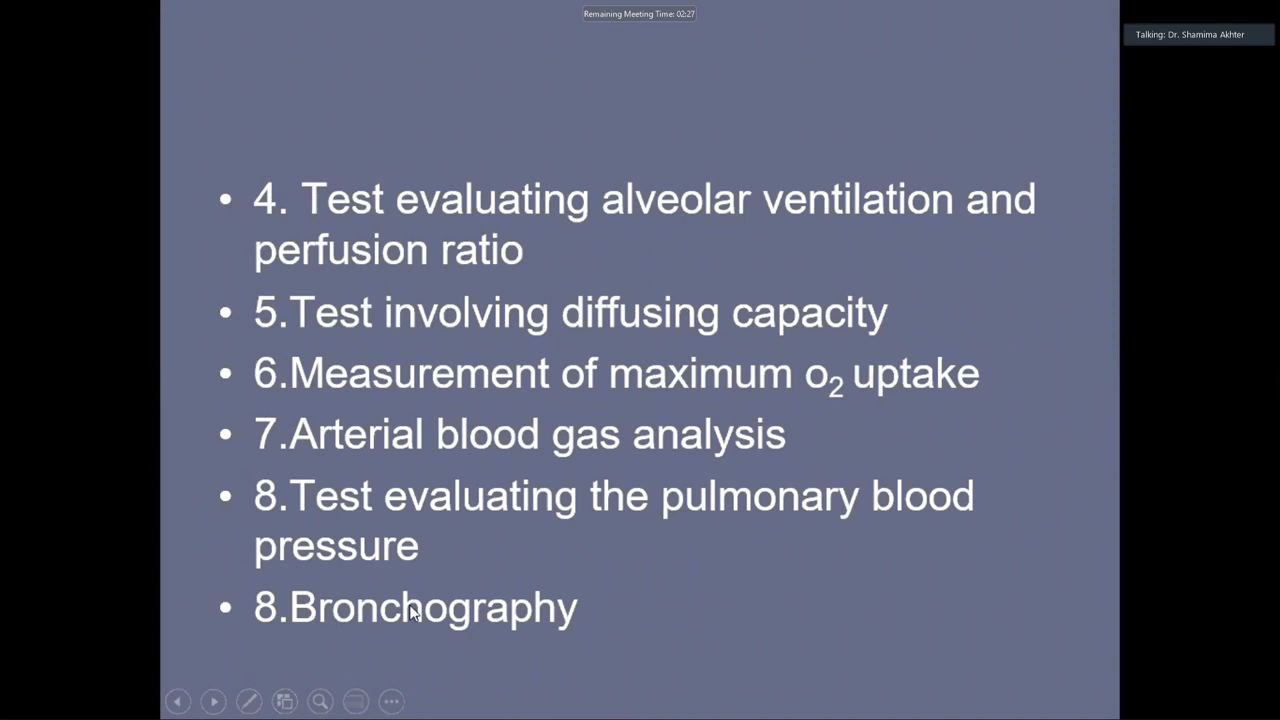 Remaining Meeting Time: 02:27
Talking: Dr. Shamima Akhter
• 4. Test evaluating alveolar ventilation and
perfusion ratio
• 5.Test involving diffusing capacity
• 6.Measurement of maximum o₂ uptake
• 7.Arterial blood gas analysis
• 8.Test evaluating the pulmonary blood
pressure
• 8.Bronchography